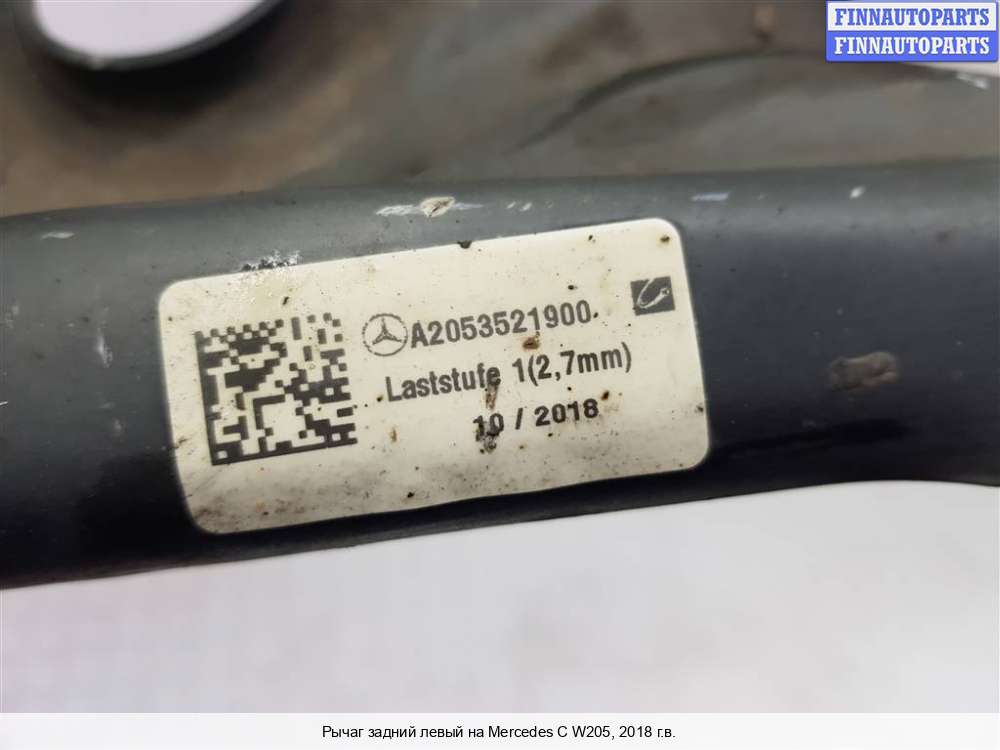 FINNAUTOPARTS
FINNAUTOPARTS
A2053521900
Laststufe 1(2,7mm)
10 / 2018
Рычаг задний левый на Mercedes C W205, 2018 г.в.